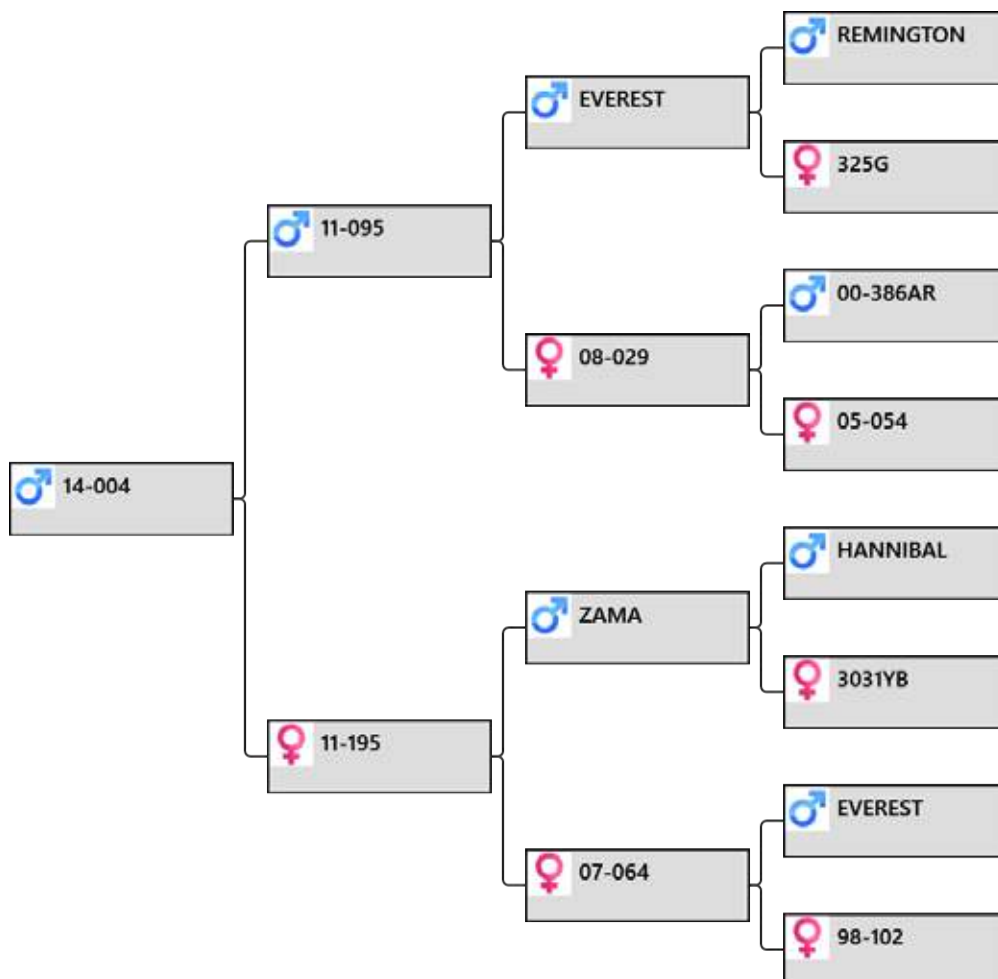 REMINGTON
EVEREST
325G
11-095
00-386AR
08-029
05-054
14-004
HANNIBAL
ZAMA
3031YB
11-195
EVEREST
07-064
98-102